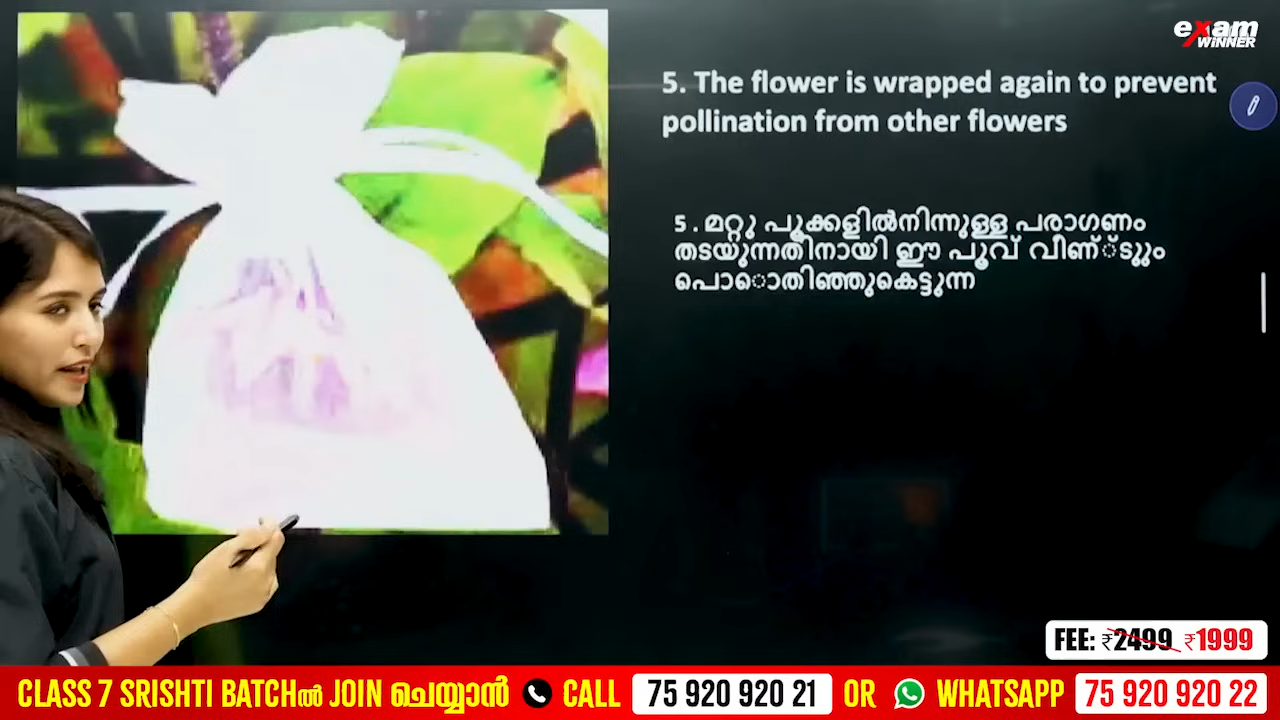 exam
WINNER
5. The flower is wrapped again to prevent
pollination from other flowers
5 . മറ്റു പൂക്കളിൽനിന്നുള്ള പരാഗണം
തടയുന്നതിനായി ഈ പൂവ് വീണ്ടും
പൊാെതിഞ്ഞുകെട്ടുന്ന
FEE: ₹2499 ₹1999
CLASS 7 SRISHTI BATCHൽ JOIN ചെയ്യാൻ CALL 75 920 920 21 OR WHATSAPP 75 920 920 22